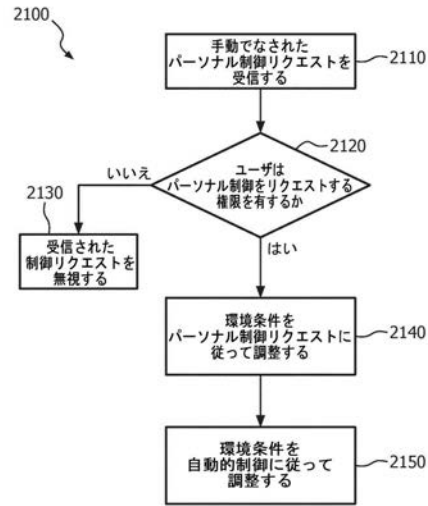 2100
手動でなされた
パーソナル制御リクエストを
受信する
2110
2120
ユーザは
パーソナル制御をリクエストする
権限を有するか
いいえ
2130
受信された
制御リクエストを
無視する
はい
環境条件を
パーソナル制御リクエストに
従って調整する
2140
環境条件を
自動的制御に従って
調整する
2150